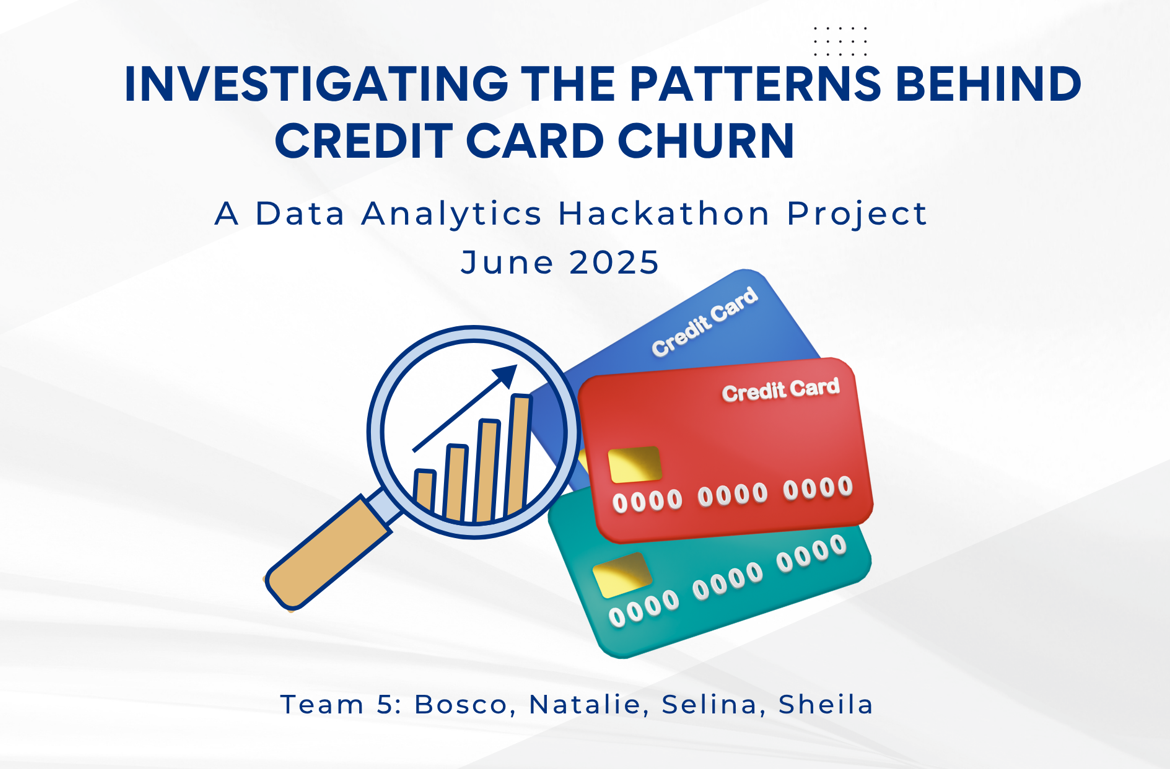 INVESTIGATING THE PATTERNS BEHIND
CREDIT CARD CHURN
A Data Analytics Hackathon Project
June 2025
Credit Card
Credit Card
0000 0000 0000
0000 0000 0000
Team 5: Bosco, Natalie, Selina, Sheila